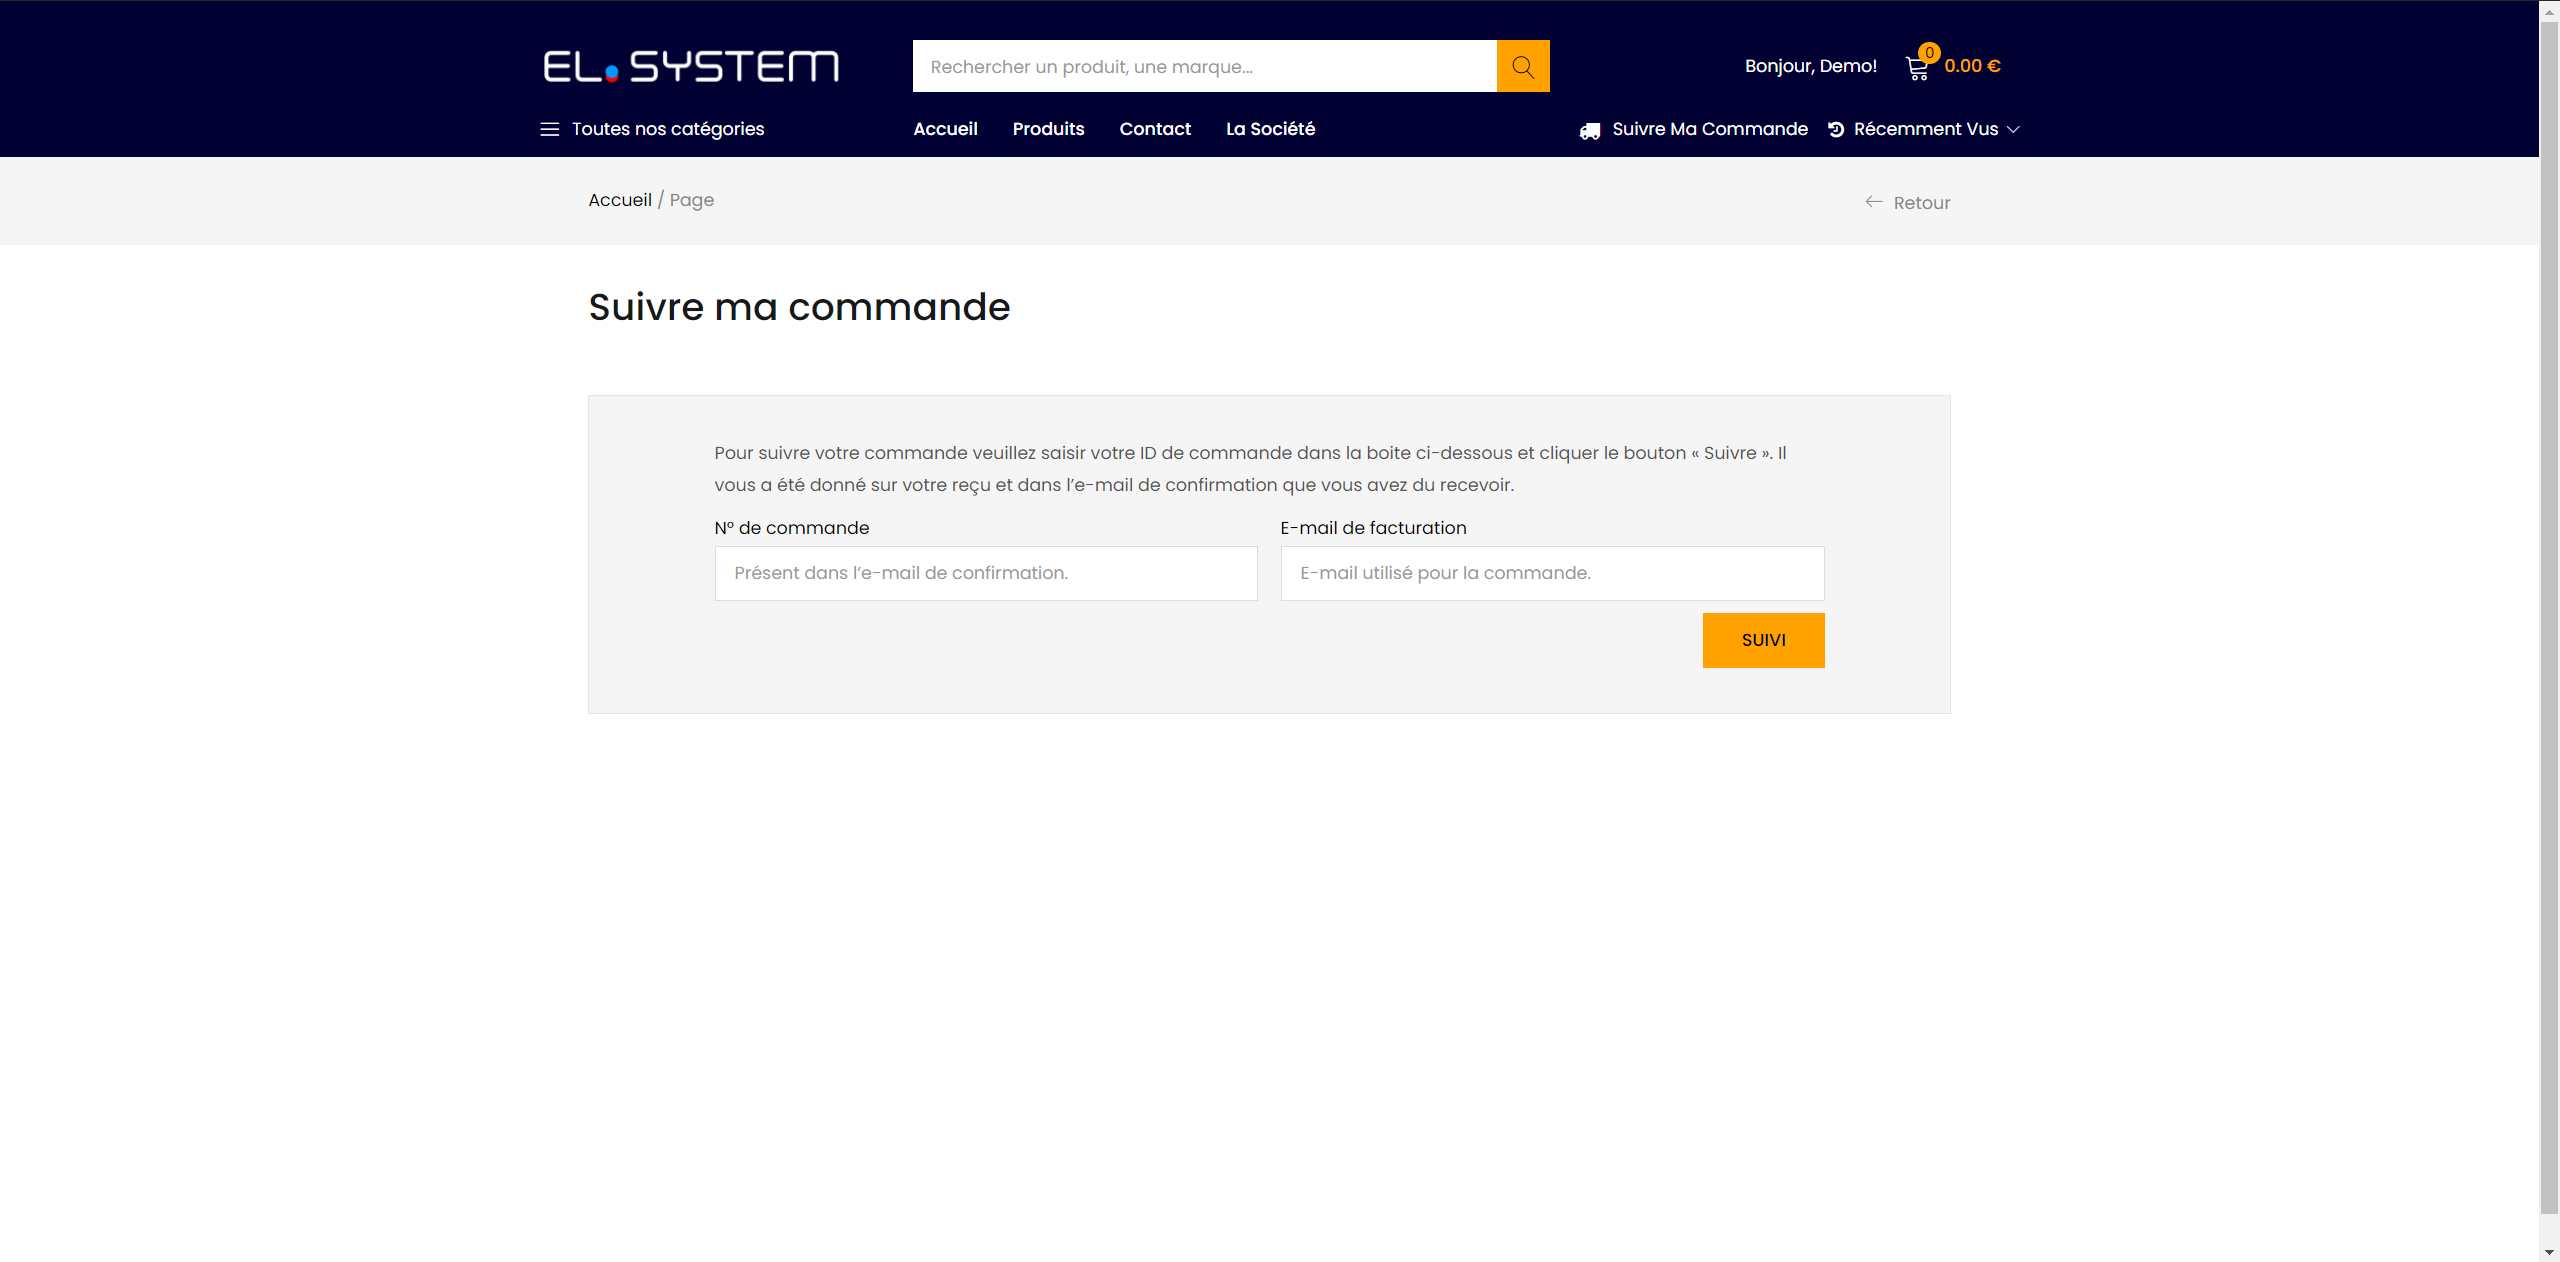 EL.SYSTEM
Rechercher un produit, une marque...
Bonjour, Demo!
0
0.00 €
Toutes nos catégories
Accueil
Produits
Contact
La Société
Suivre Ma Commande
Récemment Vus
Accueil / Page
Retour
Suivre ma commande
Pour suivre votre commande veuillez saisir votre ID de commande dans la boite ci-dessous et cliquer le bouton « Suivre ». Il
vous a été donné sur votre reçu et dans l’e-mail de confirmation que vous avez du recevoir.
N° de commande
E-mail de facturation
Présent dans l’e-mail de confirmation.
E-mail utilisé pour la commande.
SUIVI